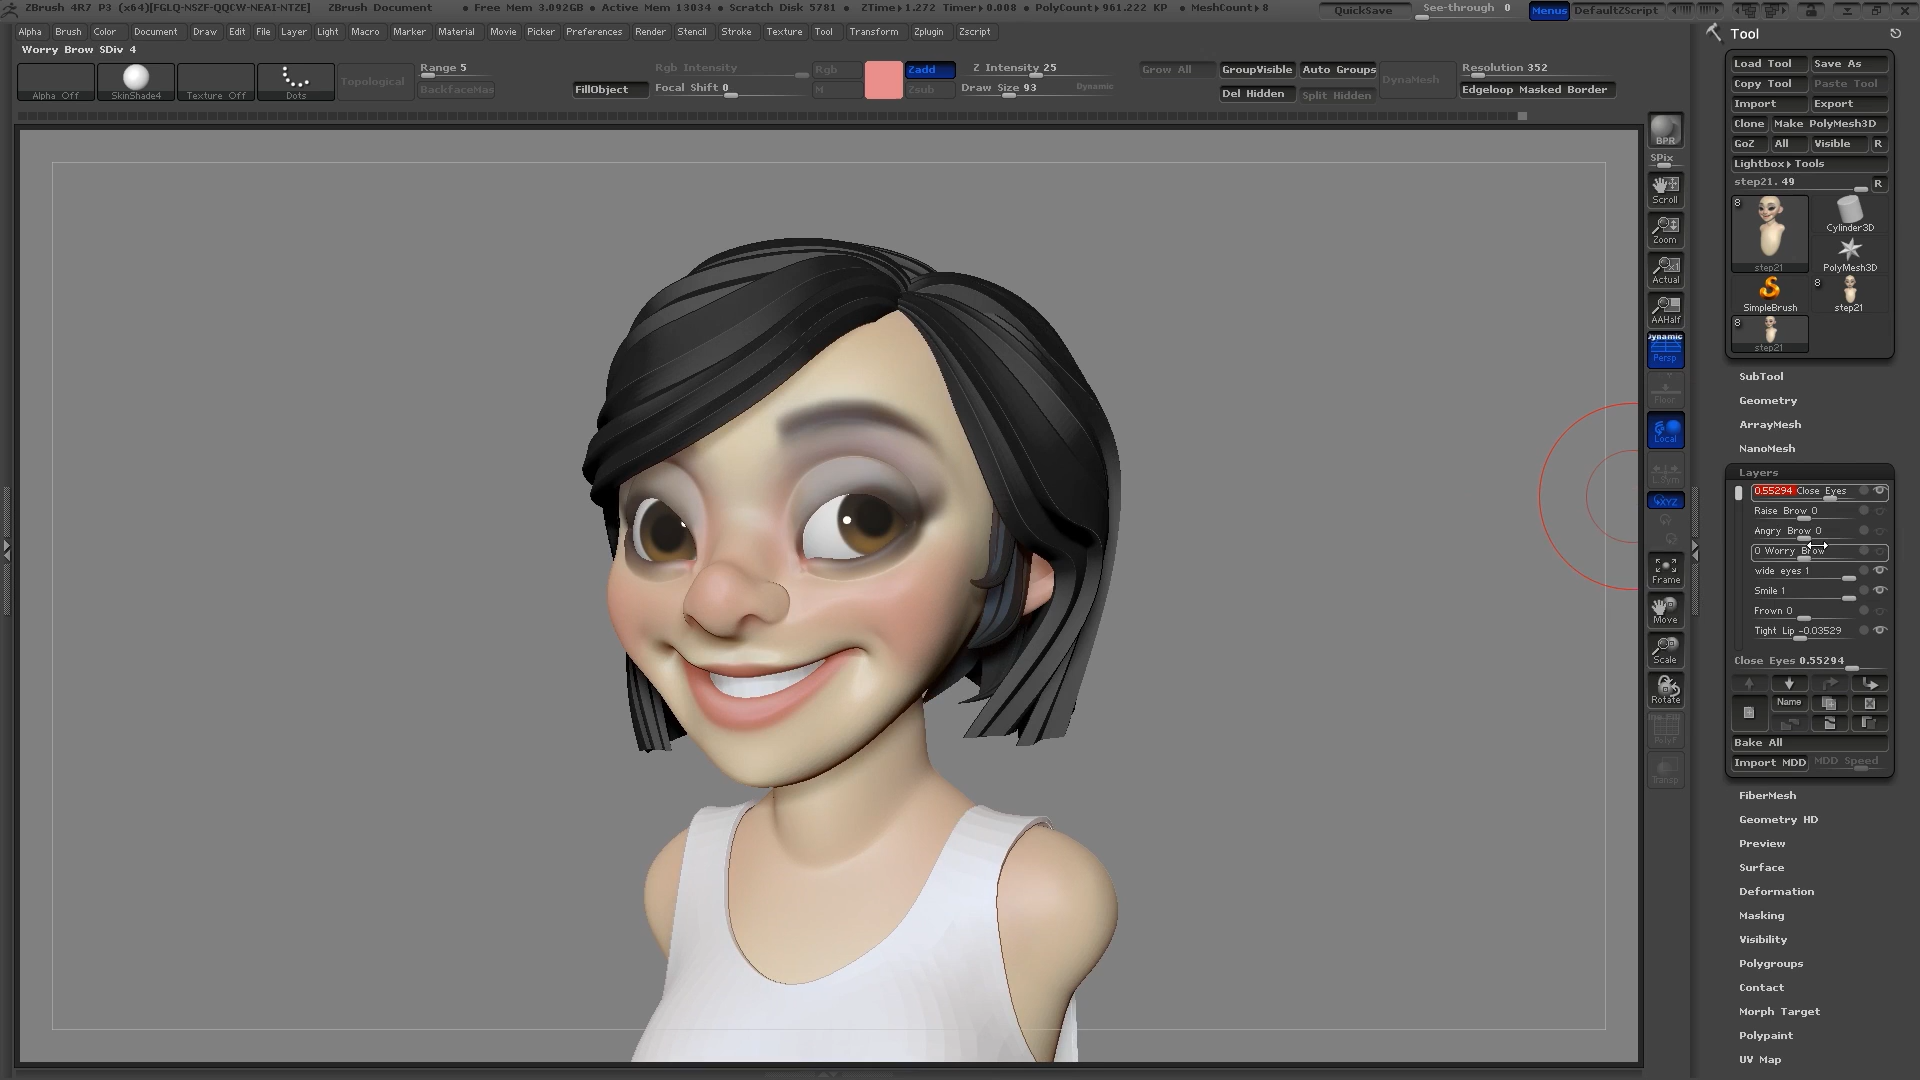 ZBrush 4R7 P3 (x64)[FGLQ-NSZF-QQCW-NEAI-NTZE] ZBrush Document • Free Mem 3.092GB • Active Mem 13034 • Scratch Disk 5781 • ZTime▸1.272 Timer▸0.008 • PolyCount▸961.222 KP • MeshCount▸8 QuickSave See-through 0 Menus DefaultZScript
Alpha Brush Color Document Draw Edit File Layer Light Macro Marker Material Movie Picker Preferences Render Stencil Stroke Texture Tool Transform Zplugin Zscript
Worry Brow SDiv 4
Alpha Off
SkinShade4
Texture Off
Dots
Topological
Range 5
BackfaceMas
FillObject
Rgb Intensity
Focal Shift 0
Rgb
M
Zadd
Zsub
Z Intensity 25
Draw Size 93 Dynamic
Grow All GroupVisible Auto Groups
Del Hidden Split Hidden
DynaMesh
Resolution 352
Edgeloop Masked Border
BPR
SPix
Scroll
Zoom
Actual
AAHalf
Dynamic
Persp
Floor
Local
L.Sym
XYZ
Frame
Move
Scale
Rotate
PolyF
Transp
Tool
Load Tool Save As
Copy Tool Paste Tool
Import Export
Clone Make PolyMesh3D
GoZ All Visible R
Lightbox▸Tools
step21. 49 R
8
step21
Cylinder3D
PolyMesh3D
SimpleBrush
8
step21
8
step21
SubTool
Geometry
ArrayMesh
NanoMesh
Layers
0.55294 Close Eyes
Raise Brow 0
Angry Brow 0
0 Worry Brow
wide eyes 1
Smile 1
Frown 0
Tight Lip -0.03529
Close Eyes 0.55294
Name
Bake All
Import MDD MDD Speed
FiberMesh
Geometry HD
Preview
Surface
Deformation
Masking
Visibility
Polygroups
Contact
Morph Target
Polypaint
UV Map